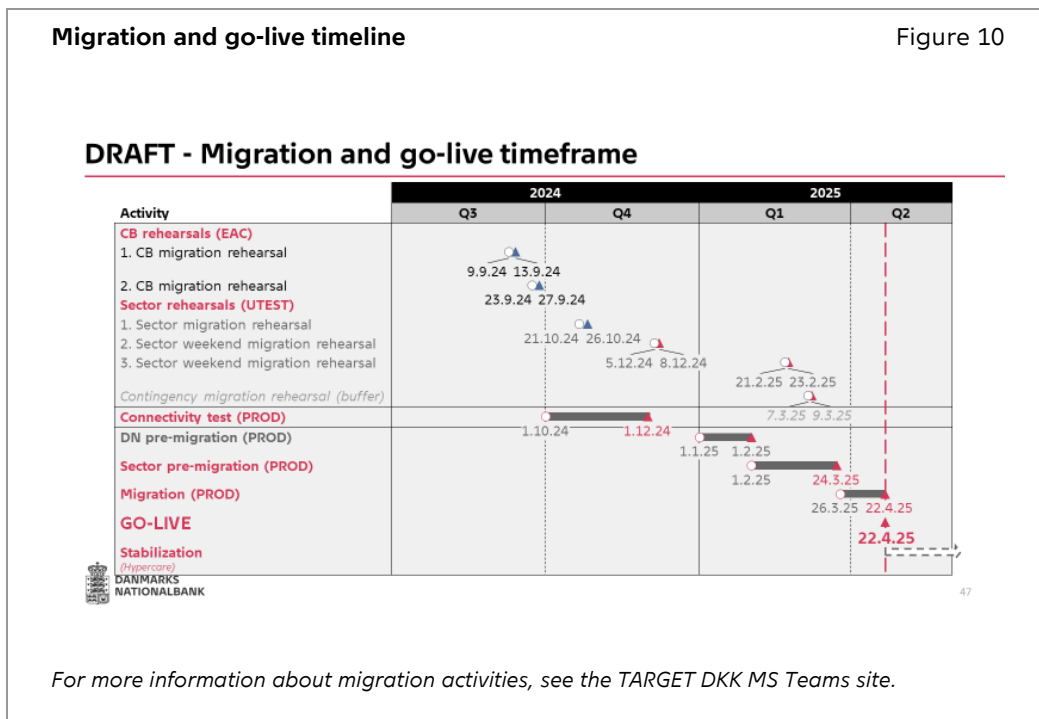 Migration and go-live timeline Figure 10
DRAFT - Migration and go-live timeframe
2024 2025
Activity Q3 Q4 Q1 Q2
CB rehearsals (EAC)
1. CB migration rehearsal
9.9.24 13.9.24
2. CB migration rehearsal
23.9.24 27.9.24
Sector rehearsals (UTEST)
1. Sector migration rehearsal
21.10.24 26.10.24
2. Sector weekend migration rehearsal
5.12.24 8.12.24
3. Sector weekend migration rehearsal
21.2.25 23.2.25
Contingency migration rehearsal (buffer)
7.3.25 9.3.25
Connectivity test (PROD)
1.10.24 1.12.24
DN pre-migration (PROD)
1.1.25 1.2.25
Sector pre-migration (PROD)
1.2.25 24.3.25
Migration (PROD)
26.3.25 22.4.25
GO-LIVE
22.4.25
Stabilization
(Hypercare)
DANMARKS
NATIONALBANK
47
For more information about migration activities, see the TARGET DKK MS Teams site.